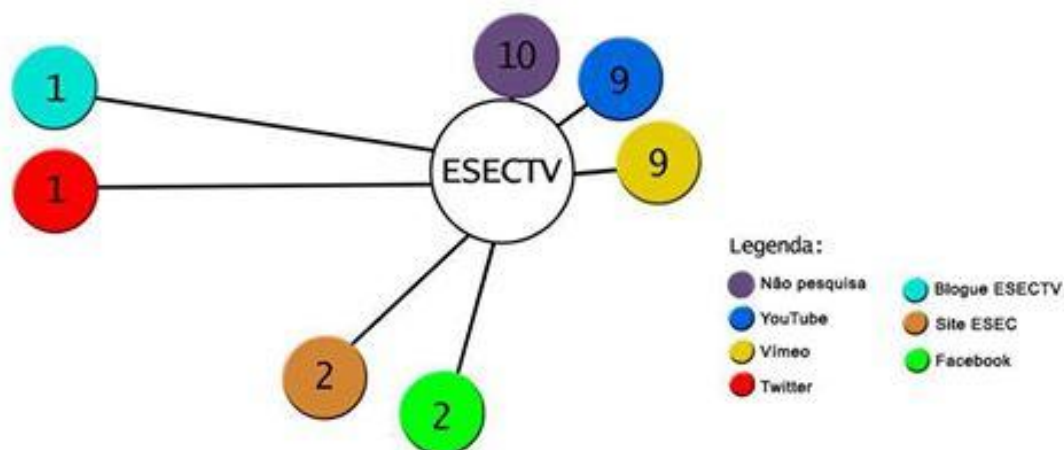 10
1
9
9
ESECTV
1
2
2
Legenda:
Não pesquisa
YouTube
Vimeo
Twitter
Blogue ESECTV
Site ESEC
Facebook